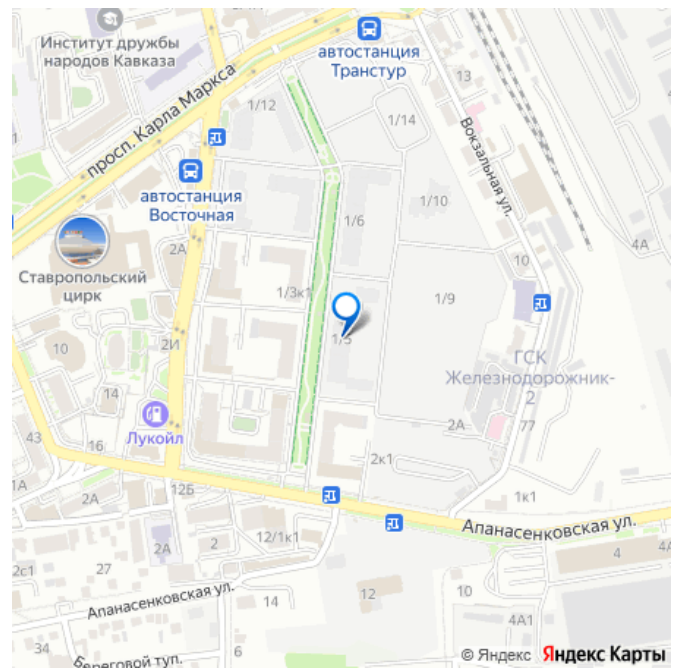 Институт дружбы
народов Кавказа
автостанция
Транстур
13
1/12
1/14
просп. Карла Маркса
Вокзальная ул.
автостанция
Восточная
1/10
1/6
4А
2А
Ставропольский
цирк
10
1/3к1
1/9
1/5
2И
10
ГСК
Железнодорожник-
2
14
Лукойл
2А
77
43
16
2к1
1А
2А
12Б
1к1
Апанасенковская ул.
2А
2
12/1к1
4
4А
2с1
27
12
10
Апанасенковская ул.
14
4А1
6
Береговой туп.
© Яндекс Яндекс Карты